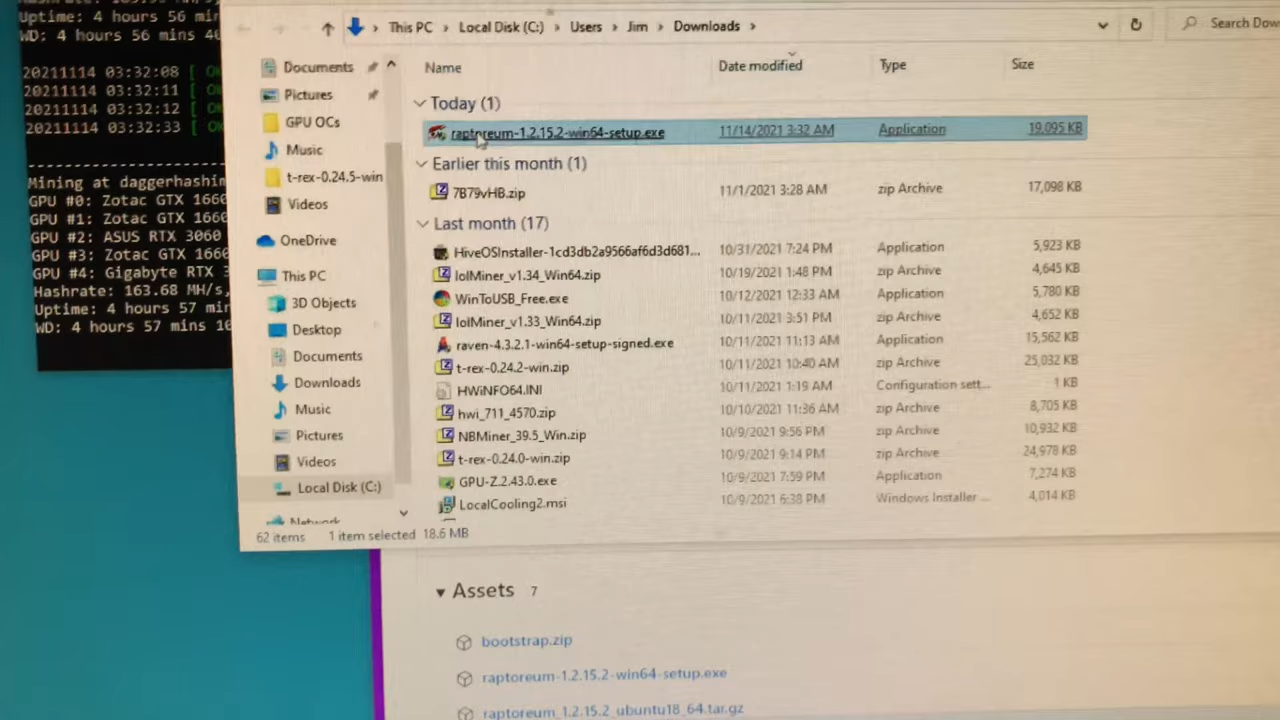 Uptime: 4 hours 56 mi
WD: 4 hours 56 mins 4
20211114 03:32:08 [ O
20211114 03:32:11 [ O
20211114 03:32:12 [ O
20211114 03:32:33 [ O
Mining at daggerhashim
GPU #0: Zotac GTX 1660
GPU #1: Zotac GTX 1660
GPU #2: ASUS RTX 3060
GPU #3: Zotac GTX 1660
GPU #4: Gigabyte RTX 3
Hashrate: 163.68 MH/s,
Uptime: 4 hours 57 mi
WD: 4 hours 57 mins 1
This PC > Local Disk (C:) > Users > Jim > Downloads >
Search Dow
Documents
Pictures
GPU OCs
Music
t-rex-0.24.5-win
Videos
OneDrive
This PC
3D Objects
Desktop
Documents
Downloads
Music
Pictures
Videos
Local Disk (C:)
Network
Name Date modified Type Size
Today (1)
raptoreum-1.2.15.2-win64-setup.exe 11/14/2021 3:32 AM Application 19,095 KB
Earlier this month (1)
7B79vHB.zip 11/1/2021 3:28 AM zip Archive 17,098 KB
Last month (17)
HiveOSInstaller-1cd3db2a9566af6d3d681... 10/31/2021 7:24 PM Application 5,923 KB
lolMiner_v1.34_Win64.zip 10/19/2021 1:48 PM zip Archive 4,645 KB
WinToUSB_Free.exe 10/12/2021 12:33 AM Application 5,780 KB
lolMiner_v1.33_Win64.zip 10/11/2021 3:51 PM zip Archive 4,652 KB
raven-4.3.2.1-win64-setup-signed.exe 10/11/2021 11:13 AM Application 15,562 KB
t-rex-0.24.2-win.zip 10/11/2021 10:40 AM zip Archive 25,032 KB
HWiNFO64.INI 10/11/2021 1:19 AM Configuration sett... 1 KB
hwi_711_4570.zip 10/10/2021 11:36 AM zip Archive 8,705 KB
NBMiner_39.5_Win.zip 10/9/2021 9:56 PM zip Archive 10,932 KB
t-rex-0.24.0-win.zip 10/9/2021 9:14 PM zip Archive 24,978 KB
GPU-Z.2.43.0.exe 10/9/2021 7:59 PM Application 7,274 KB
LocalCooling2.msi 10/9/2021 6:38 PM Windows Installer ... 4,014 KB
62 items 1 item selected 18.6 MB
Assets 7
bootstrap.zip
raptoreum-1.2.15.2-win64-setup.exe
raptoreum_1.2.15.2_ubuntu18_64.tar.gz